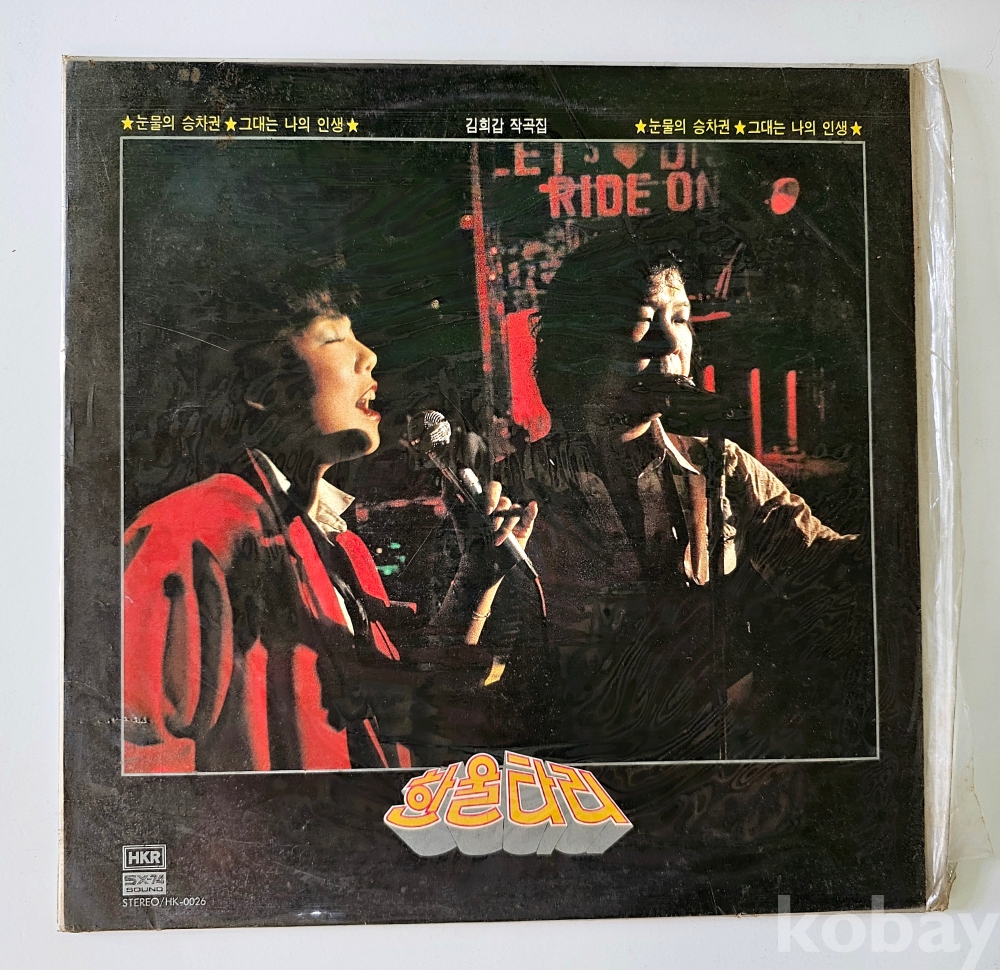 ★눈물의 승차권★그대는 나의 인생★ 김희갑 작곡집 ★눈물의 승차권★그대는 나의 인생★
LET'S ♥ DIS
RIDE ON
한울타리
HKR
SX-74
SOUND
STEREO/HK-0026
kobay